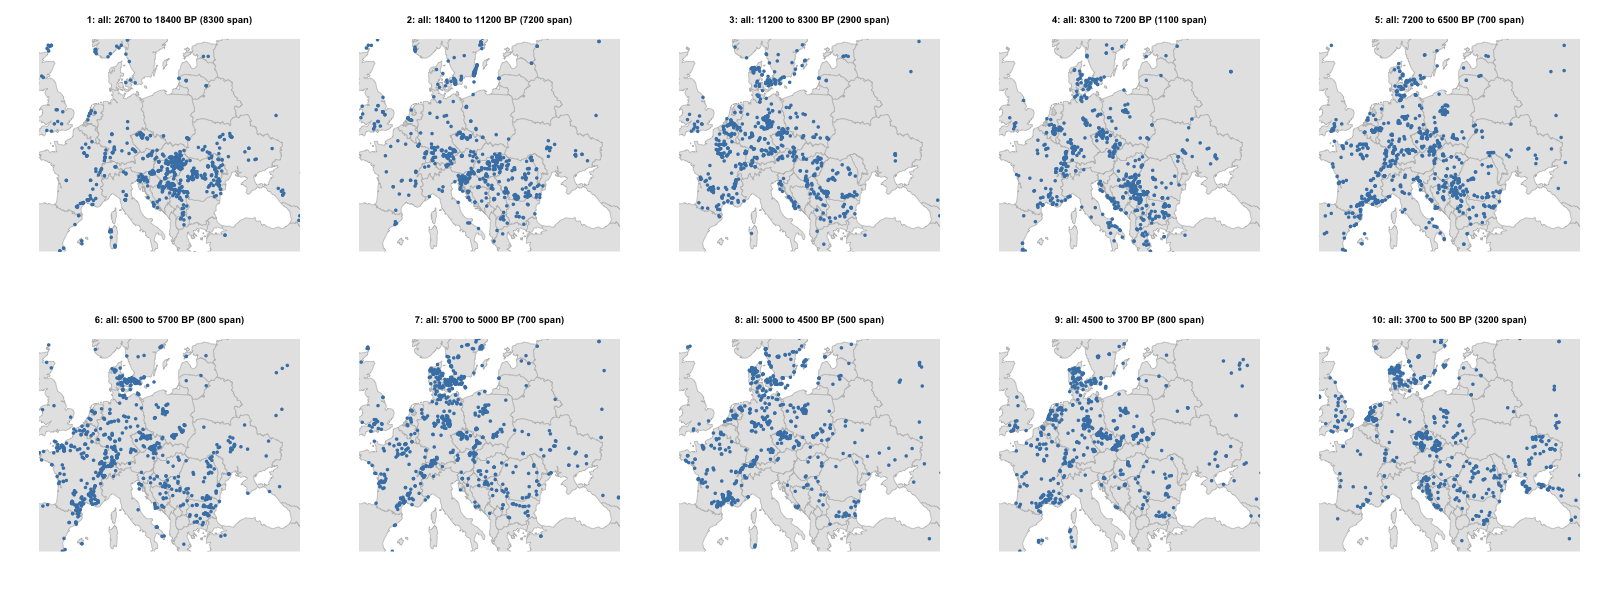 1: all: 26700 to 18400 BP (8300 span)
2: all: 18400 to 11200 BP (7200 span)
3: all: 11200 to 8300 BP (2900 span)
4: all: 8300 to 7200 BP (1100 span)
5: all: 7200 to 6500 BP (700 span)
6: all: 6500 to 5700 BP (800 span)
7: all: 5700 to 5000 BP (700 span)
8: all: 5000 to 4500 BP (500 span)
9: all: 4500 to 3700 BP (800 span)
10: all: 3700 to 500 BP (3200 span)